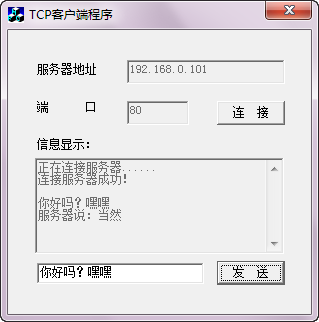 TCP客户端程序
服务器地址 192.168.0.101
端 口 80 连 接
信息显示：
正在连接服务器......
连接服务器成功！
你好吗？嘿嘿
服务器说：当然
你好吗？嘿嘿 发 送